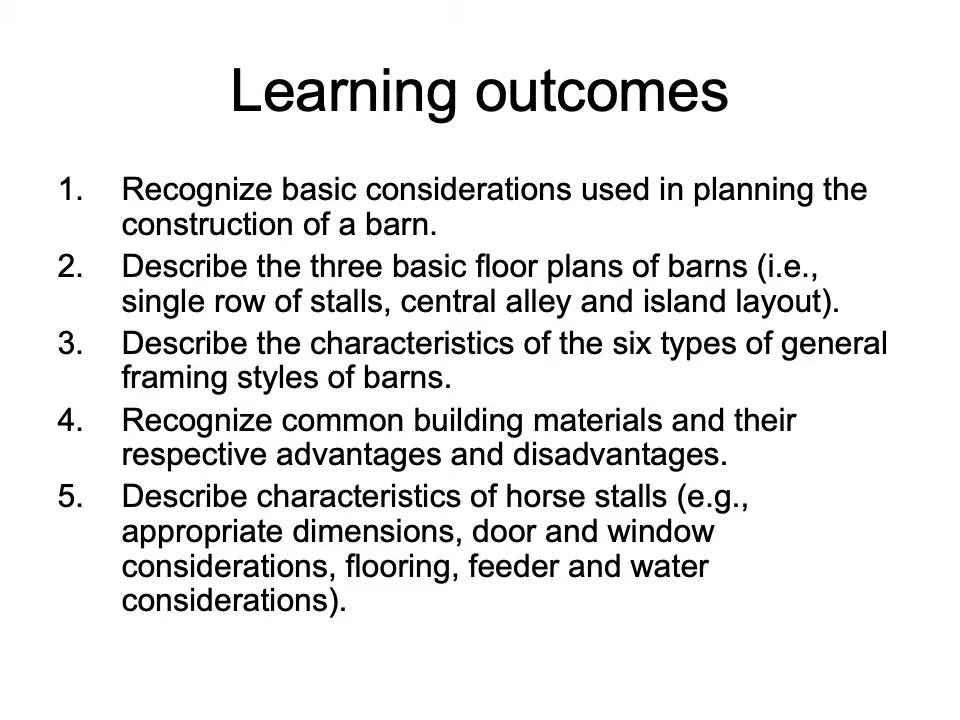 Learning outcomes
1. Recognize basic considerations used in planning the
construction of a barn.
2. Describe the three basic floor plans of barns (i.e.,
single row of stalls, central alley and island layout).
3. Describe the characteristics of the six types of general
framing styles of barns.
4. Recognize common building materials and their
respective advantages and disadvantages.
5. Describe characteristics of horse stalls (e.g.,
appropriate dimensions, door and window
considerations, flooring, feeder and water
considerations).